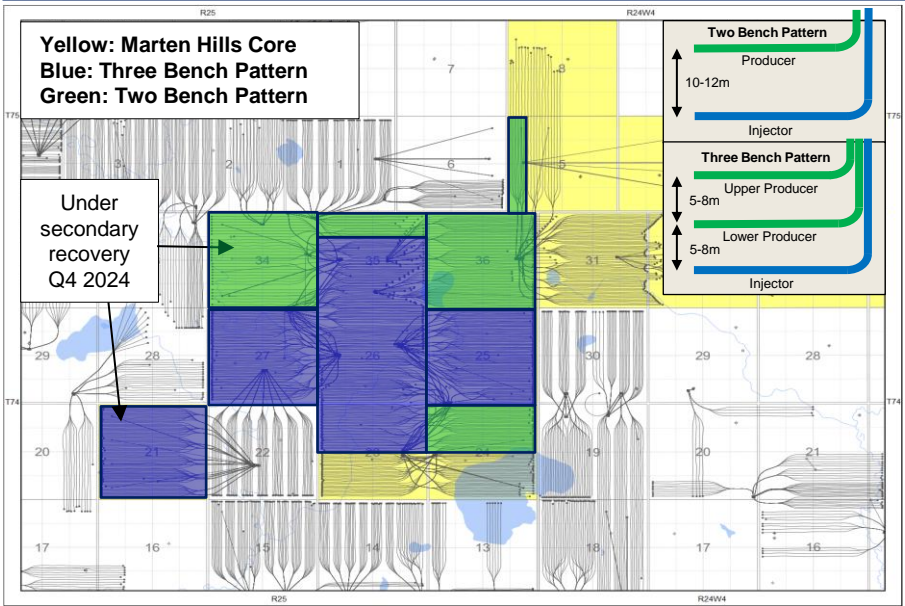 R25
R24W4
Yellow: Marten Hills Core
Blue: Three Bench Pattern
Green: Two Bench Pattern
Two Bench Pattern
Producer
10-12m
Injector
Three Bench Pattern
Upper Producer
5-8m
Lower Producer
5-8m
Injector
7
8
T75
T75
3
2
1
6
5
Under
secondary
recovery
Q4 2024
34
35
36
31
29
28
27
26
25
30
29
28
T74
T74
20
21
22
23
24
19
20
21
17
16
15
14
13
18
17
16
R25
R24W4